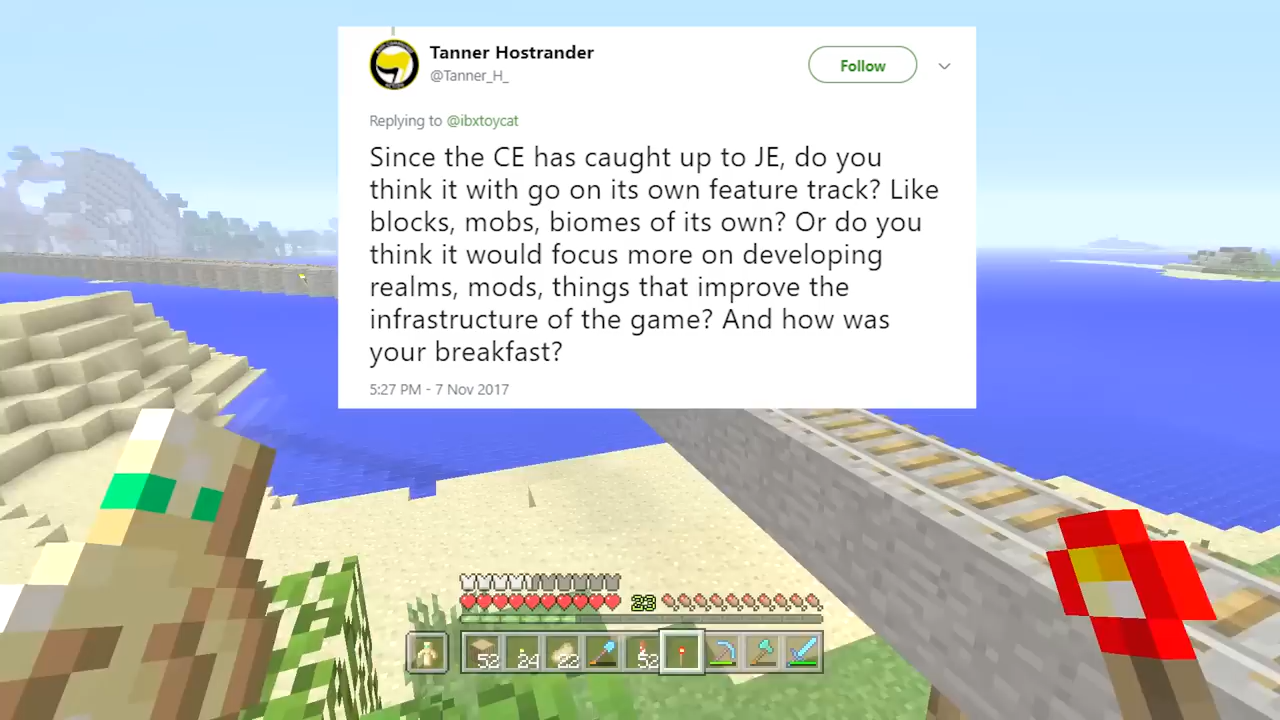 Tanner Hostrander
@Tanner_H_
Follow
Replying to @ibxtoycat
Since the CE has caught up to JE, do you
think it with go on its own feature track? Like
blocks, mobs, biomes of its own? Or do you
think it would focus more on developing
realms, mods, things that improve the
infrastructure of the game? And how was
your breakfast?
5:27 PM - 7 Nov 2017
23
52
24
22
52